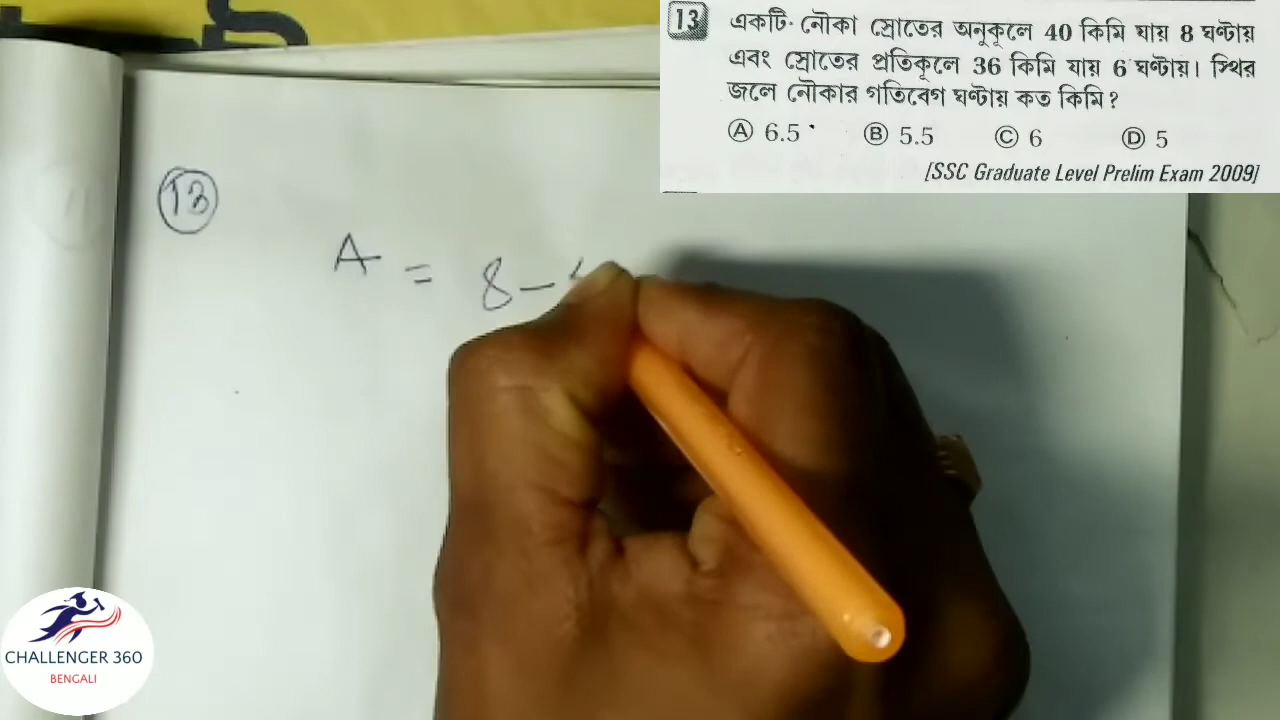 13 একটি নৌকা স্রোতের অনুকূলে 40 কিমি যায় 8 ঘণ্টায়
এবং স্রোতের প্রতিকূলে 36 কিমি যায় 6 ঘণ্টায়। স্থির
জলে নৌকার গতিবেগ ঘণ্টায় কত কিমি?
Ⓐ 6.5 Ⓑ 5.5 Ⓒ 6 Ⓓ 5
[SSC Graduate Level Prelim Exam 2009]
13
A = 8 –
CHALLENGER 360
BENGALI